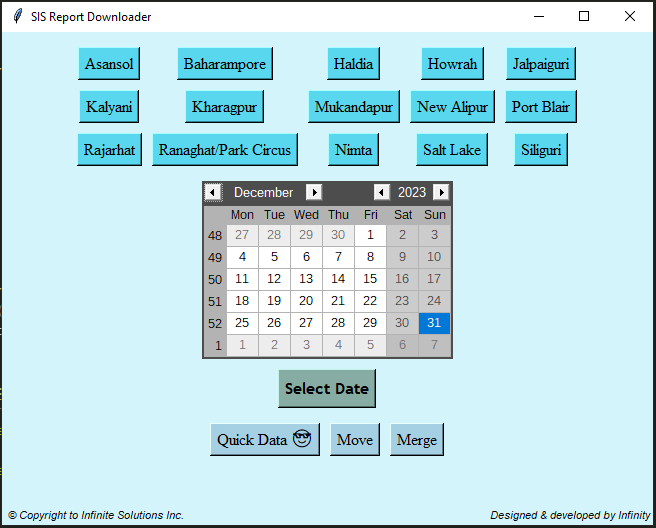 SIS Report Downloader
Asansol Baharampore Haldia Howrah Jalpaiguri
Kalyani Kharagpur Mukandapur New Alipur Port Blair
Rajarhat Ranaghat/Park Circus Nimta Salt Lake Siliguri
December 2023
Mon Tue Wed Thu Fri Sat Sun
48 27 28 29 30 1 2 3
49 4 5 6 7 8 9 10
50 11 12 13 14 15 16 17
51 18 19 20 21 22 23 24
52 25 26 27 28 29 30 31
1 1 2 3 4 5 6 7
Select Date
Quick Data 😎 Move Merge
© Copyright to Infinite Solutions Inc. Designed & developed by Infinity